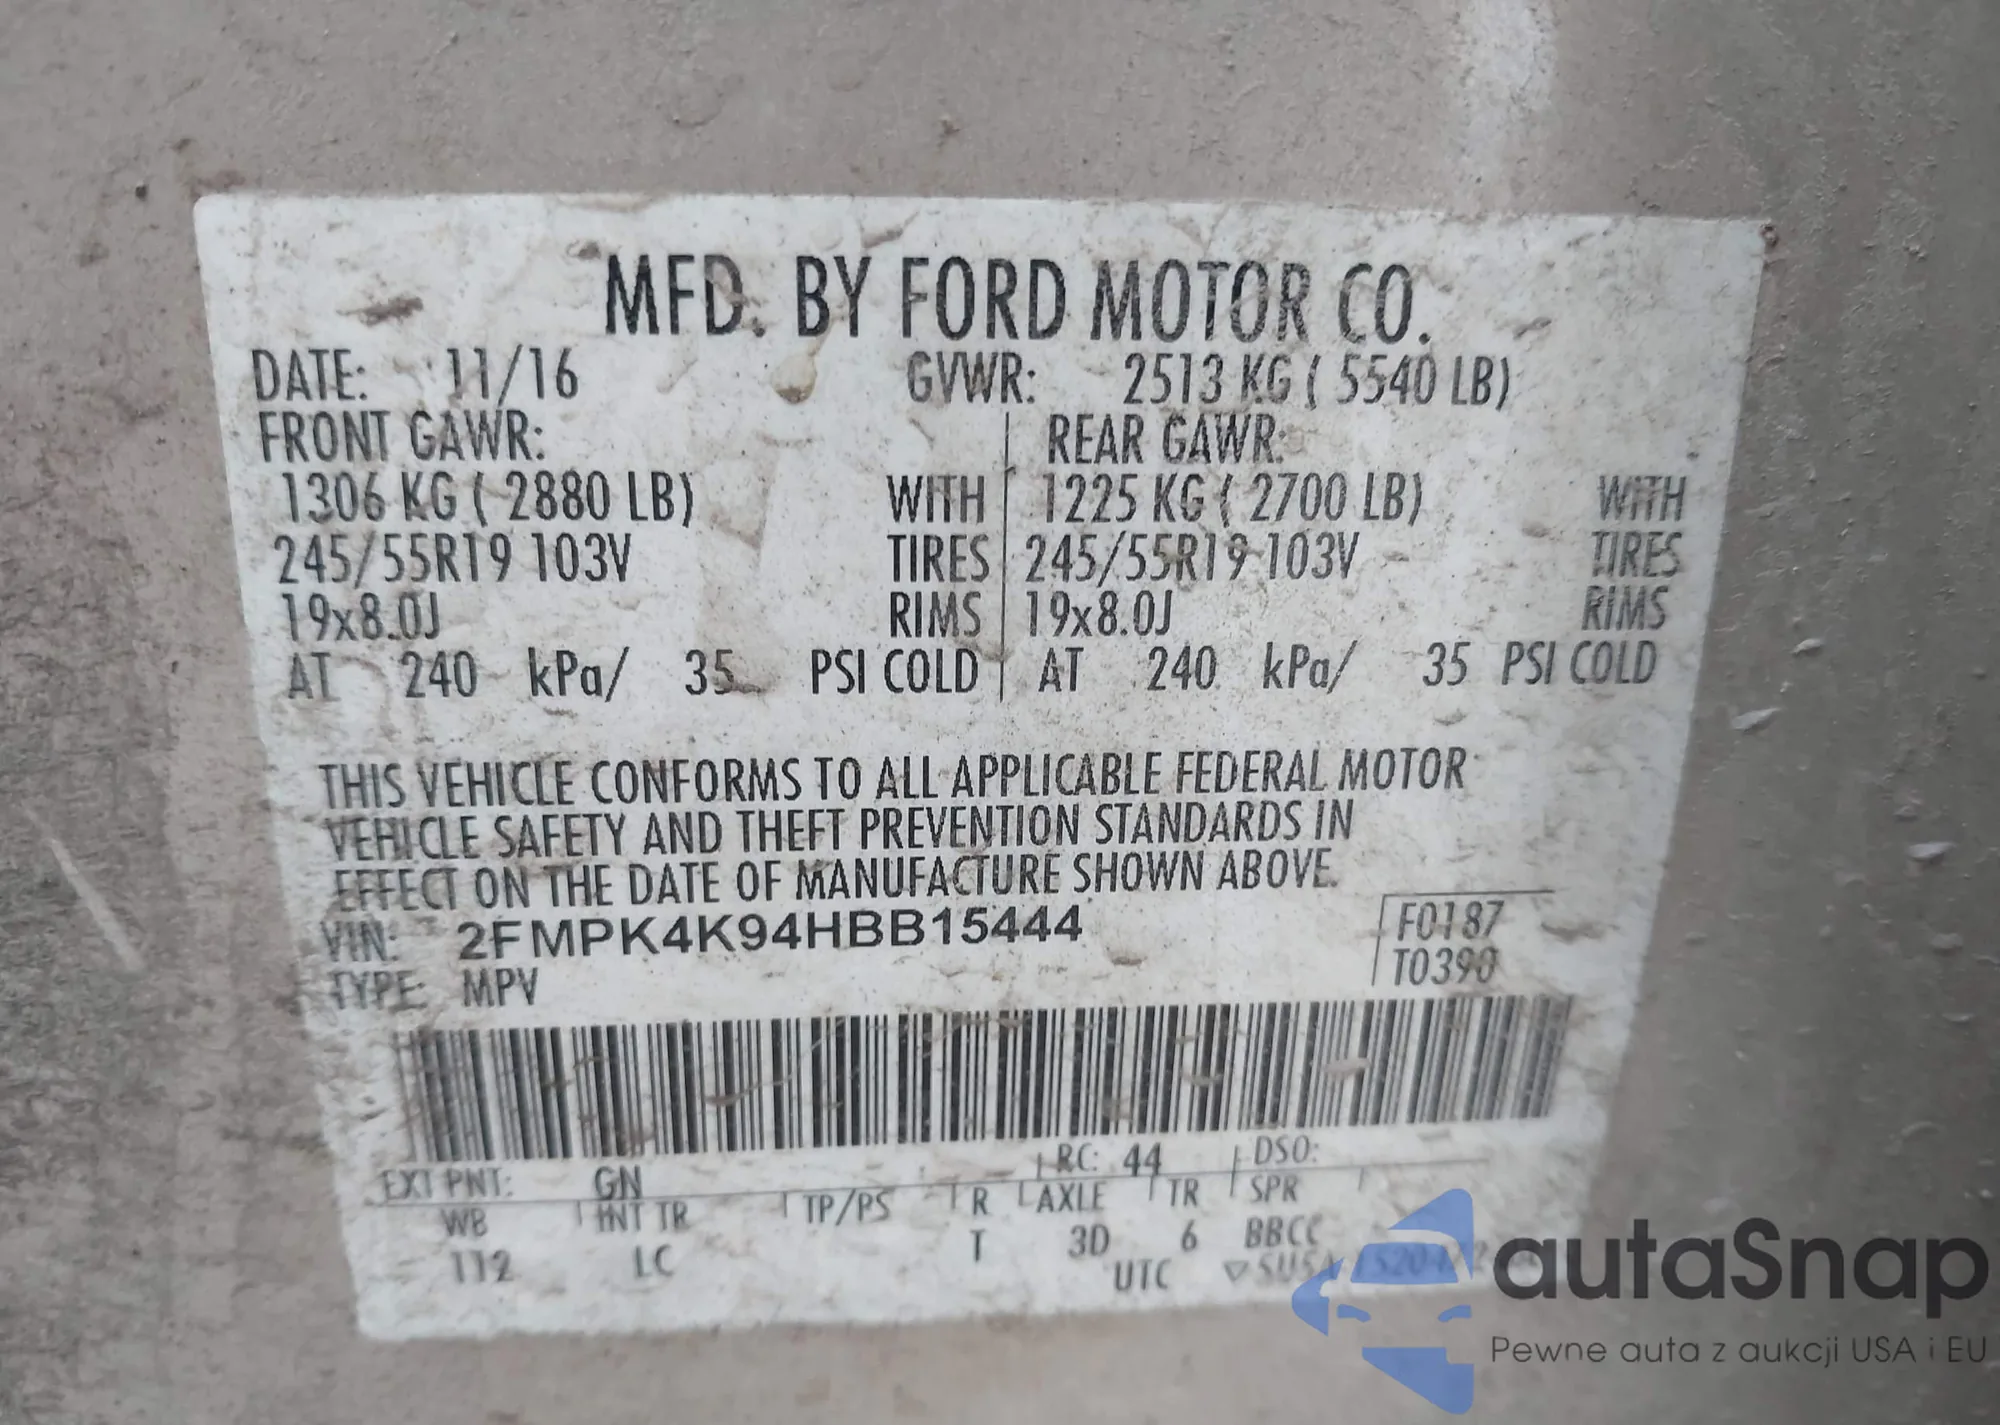 MFD. BY FORD MOTOR CO.
DATE: 11/16 GVWR: 2513 KG ( 5540 LB)
FRONT GAWR: REAR GAWR:
1306 KG ( 2880 LB) WITH 1225 KG ( 2700 LB) WITH
245/55R19 103V TIRES 245/55R19 103V TIRES
19x8.0J RIMS 19x8.0J RIMS
AT 240 kPa/ 35 PSI COLD AT 240 kPa/ 35 PSI COLD
THIS VEHICLE CONFORMS TO ALL APPLICABLE FEDERAL MOTOR
VEHICLE SAFETY AND THEFT PREVENTION STANDARDS IN
EFFECT ON THE DATE OF MANUFACTURE SHOWN ABOVE.
VIN: 2FMPK4K94HBB15444 F0187
TYPE: MPV T0390
EXT PNT: GN RC: 44 DSO:
WB INT TR TP/PS R AXLE TR SPR
112 LC T 3D 6 BBCC
UTC
autaSnap
Pewne auta z aukcji USA i EU